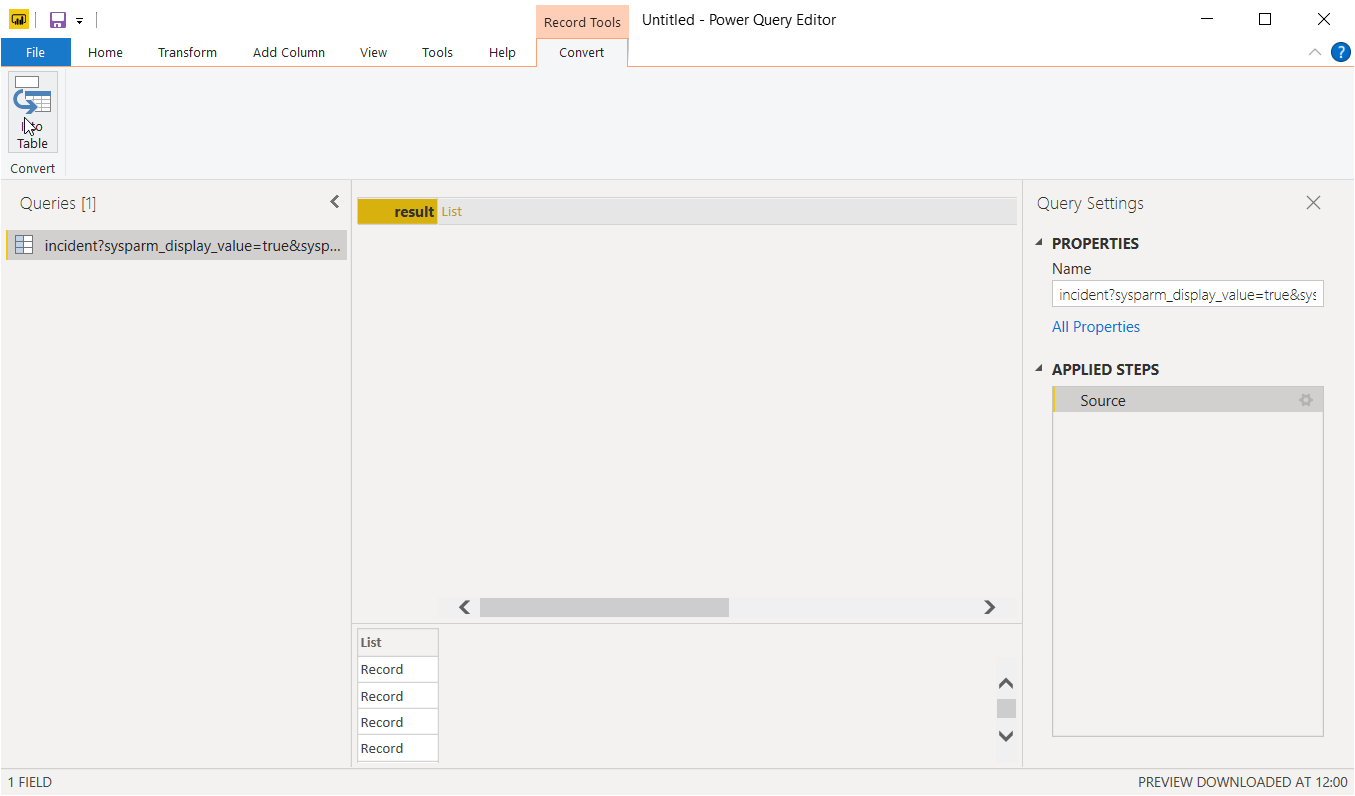 Record Tools
Untitled - Power Query Editor
File
Home
Transform
Add Column
View
Tools
Help
Convert
?
Table
Convert
Queries [1]
incident?sysparm_display_value=true&sysp...
result
List
List
Record
Record
Record
Record
Query Settings
PROPERTIES
Name
incident?sysparm_display_value=true&sys
All Properties
APPLIED STEPS
Source
1 FIELD
PREVIEW DOWNLOADED AT 12:00